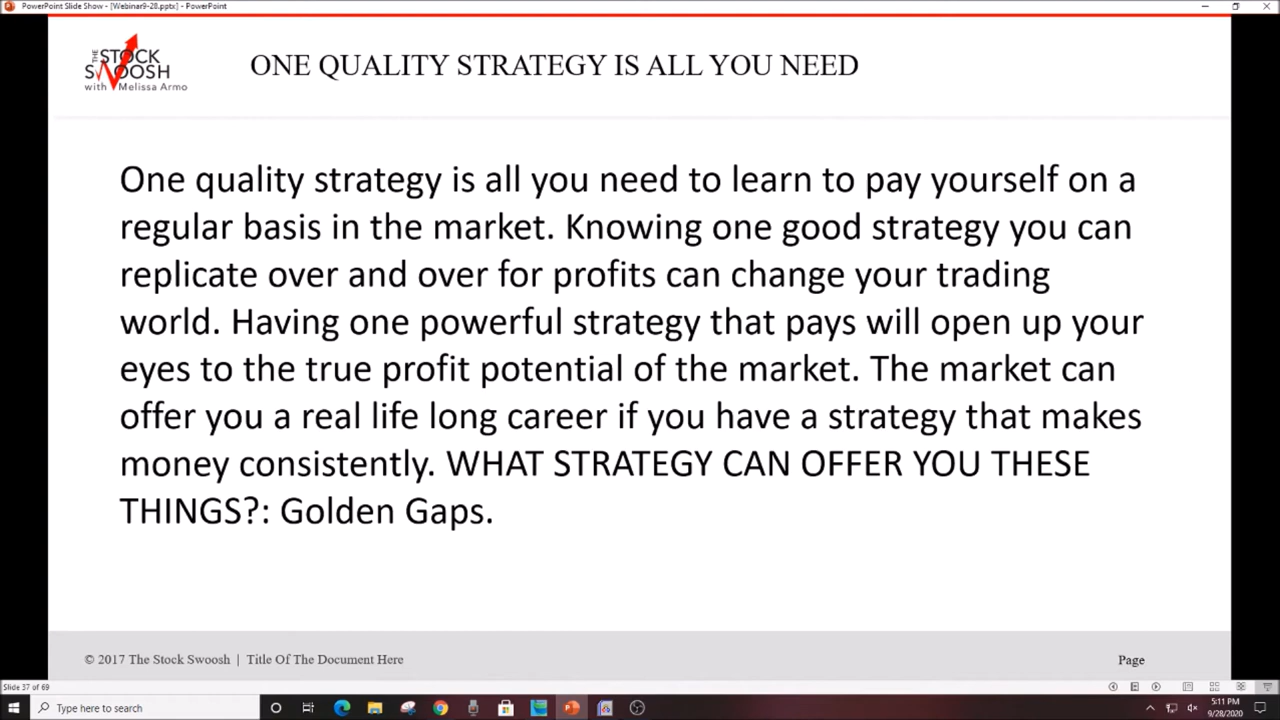 PowerPoint Slide Show - [Webinar9-28.pptx] - PowerPoint
THE STOCK
SWOOSH
with Melissa Armo
ONE QUALITY STRATEGY IS ALL YOU NEED
One quality strategy is all you need to learn to pay yourself on a
regular basis in the market. Knowing one good strategy you can
replicate over and over for profits can change your trading
world. Having one powerful strategy that pays will open up your
eyes to the true profit potential of the market. The market can
offer you a real life long career if you have a strategy that makes
money consistently. WHAT STRATEGY CAN OFFER YOU THESE
THINGS?: Golden Gaps.
© 2017 The Stock Swoosh | Title Of The Document Here
Page
Slide 37 of 69
Type here to search
5:11 PM
9/28/2020